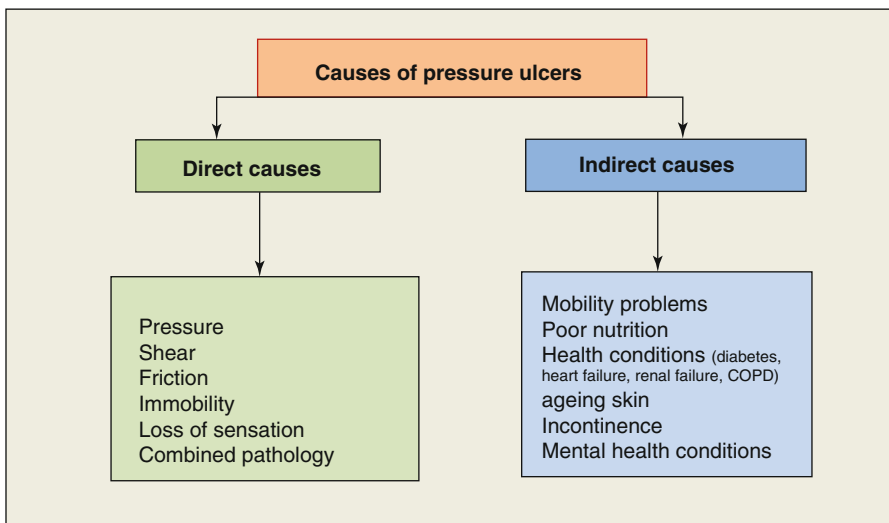 Causes of pressure ulcers
Direct causes
Indirect causes
Pressure
Shear
Friction
Immobility
Loss of sensation
Combined pathology
Mobility problems
Poor nutrition
Health conditions (diabetes,
heart failure, renal failure, COPD)
ageing skin
Incontinence
Mental health conditions